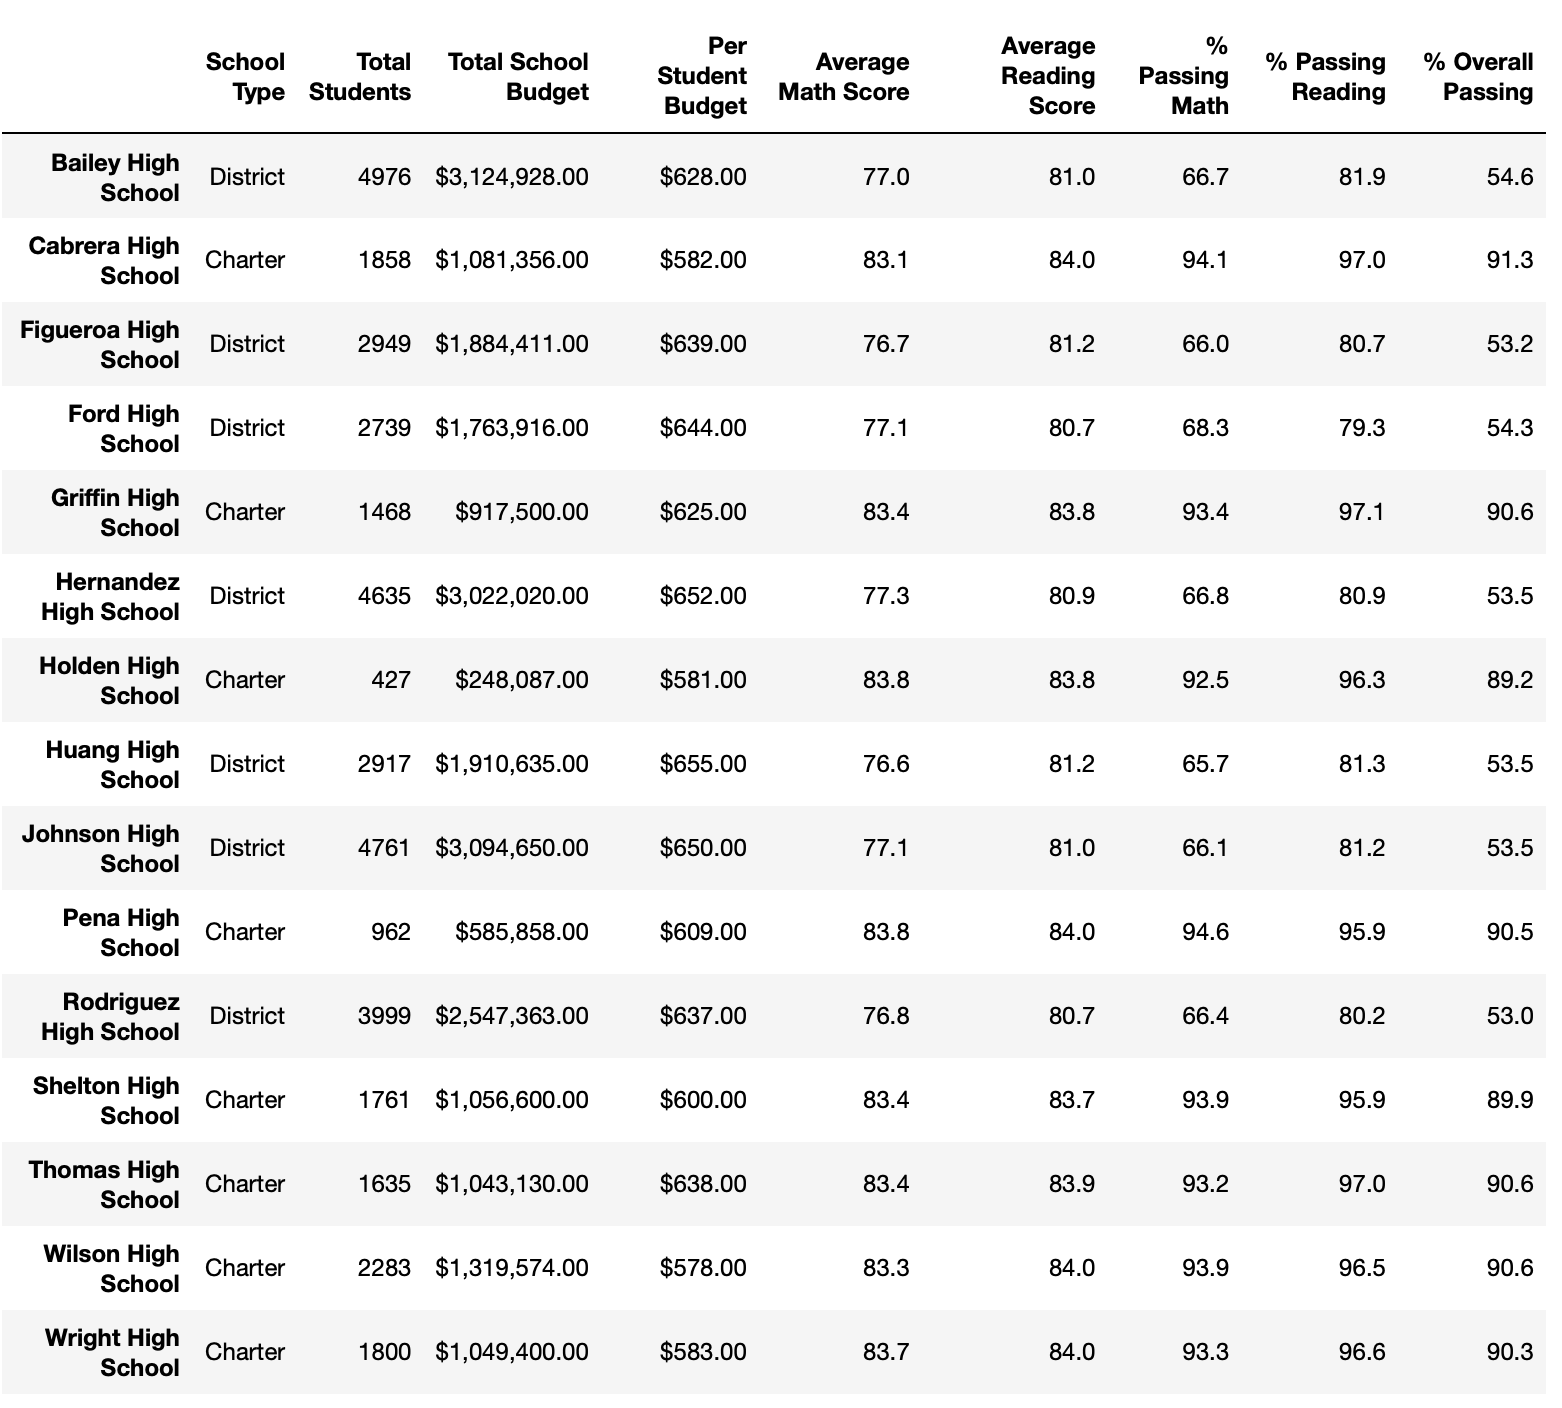 School Type Total Students Total School Budget Per Student Budget Average Math Score Average Reading Score % Passing Math % Passing Reading % Overall Passing
Bailey High School District 4976 $3,124,928.00 $628.00 77.0 81.0 66.7 81.9 54.6
Cabrera High School Charter 1858 $1,081,356.00 $582.00 83.1 84.0 94.1 97.0 91.3
Figueroa High School District 2949 $1,884,411.00 $639.00 76.7 81.2 66.0 80.7 53.2
Ford High School District 2739 $1,763,916.00 $644.00 77.1 80.7 68.3 79.3 54.3
Griffin High School Charter 1468 $917,500.00 $625.00 83.4 83.8 93.4 97.1 90.6
Hernandez High School District 4635 $3,022,020.00 $652.00 77.3 80.9 66.8 80.9 53.5
Holden High School Charter 427 $248,087.00 $581.00 83.8 83.8 92.5 96.3 89.2
Huang High School District 2917 $1,910,635.00 $655.00 76.6 81.2 65.7 81.3 53.5
Johnson High School District 4761 $3,094,650.00 $650.00 77.1 81.0 66.1 81.2 53.5
Pena High School Charter 962 $585,858.00 $609.00 83.8 84.0 94.6 95.9 90.5
Rodriguez High School District 3999 $2,547,363.00 $637.00 76.8 80.7 66.4 80.2 53.0
Shelton High School Charter 1761 $1,056,600.00 $600.00 83.4 83.7 93.9 95.9 89.9
Thomas High School Charter 1635 $1,043,130.00 $638.00 83.4 83.9 93.2 97.0 90.6
Wilson High School Charter 2283 $1,319,574.00 $578.00 83.3 84.0 93.9 96.5 90.6
Wright High School Charter 1800 $1,049,400.00 $583.00 83.7 84.0 93.3 96.6 90.3